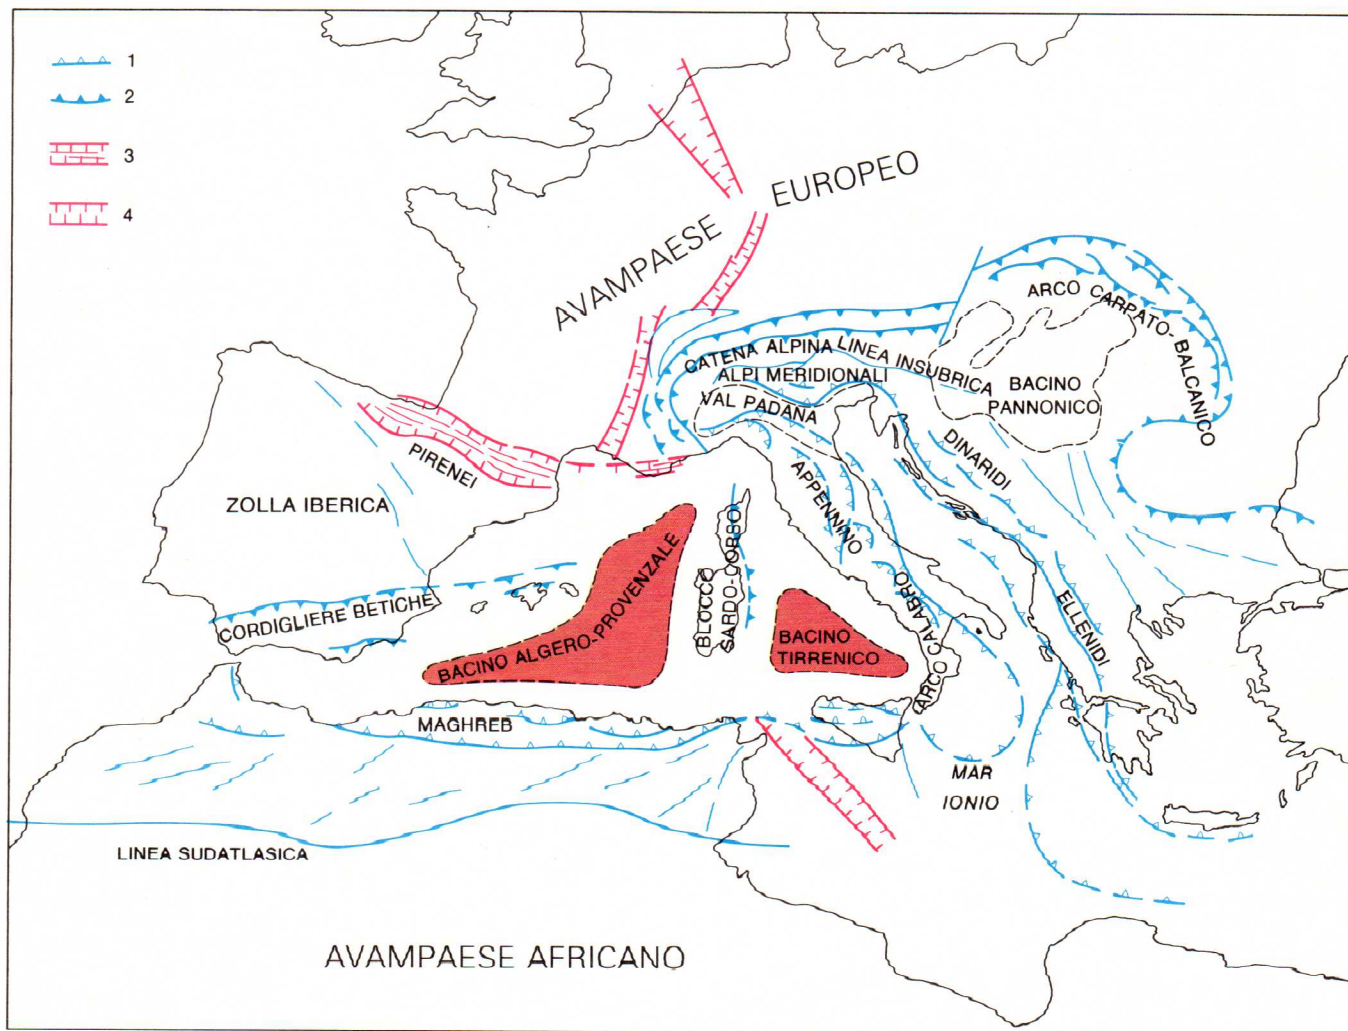 1
2
3
4
AVAMPAESE EUROPEO
ARCO CARPATO-BALCANICO
CATENA ALPINA
LINEA INSUBRICA
ALPI MERIDIONALI
VAL PADANA
BACINO
PANNONICO
PIRENEI
DINARIDI
ZOLLA IBERICA
APPENNINO
BLOCCO
SARDO-CORSO
CORDIGLIERE BETICHE
BACINO ALGERO-PROVENZALE
BACINO
TIRRENICO
ARCO CALABRO
ELLENIDI
MAGHREB
MAR
IONIO
LINEA SUDATLASICA
AVAMPAESE AFRICANO